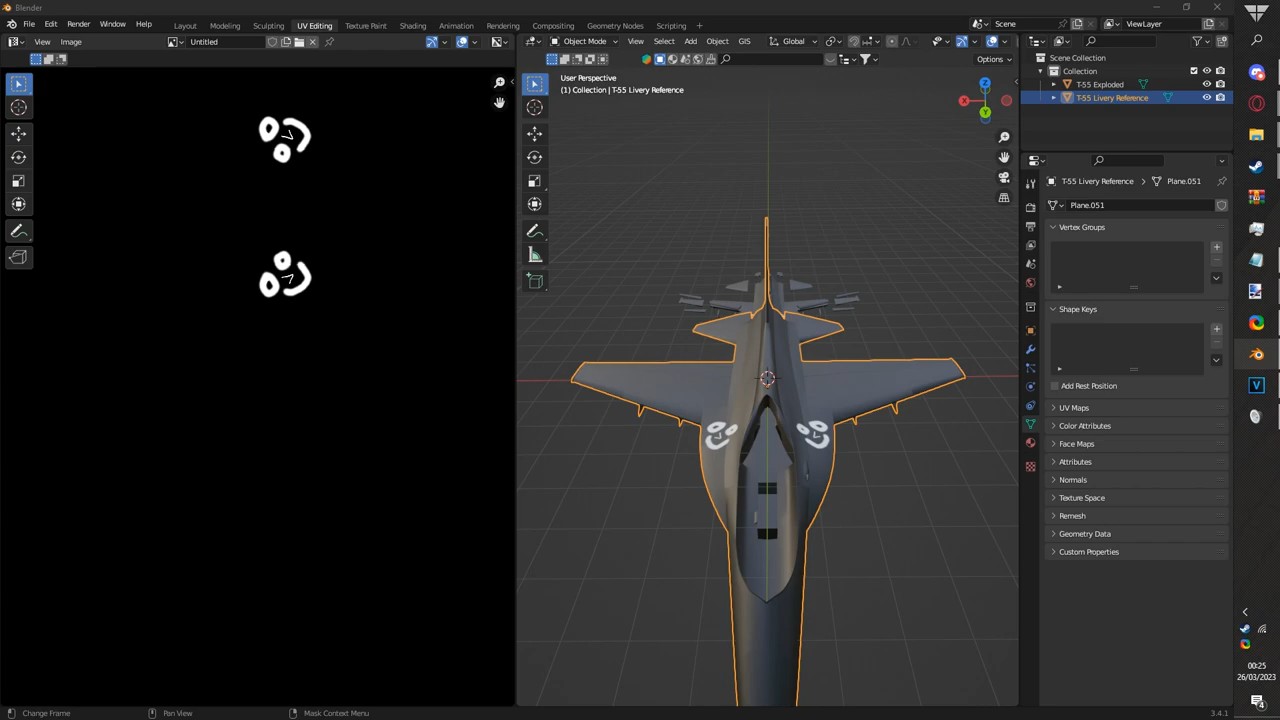 Blender
File Edit Render Window Help
Layout Modeling Sculpting UV Editing Texture Paint Shading Animation Rendering Compositing Geometry Nodes Scripting +
Scene
ViewLayer
View Image
Untitled
Object Mode View Select Add Object GIS
Global
Options
User Perspective
(1) Collection | T-55 Livery Reference
X
Y
Z
Scene Collection
Collection
T-55 Exploded
T-55 Livery Reference
T-55 Livery Reference > Plane.051
Plane.051
Vertex Groups
Shape Keys
Add Rest Position
UV Maps
Color Attributes
Face Maps
Attributes
Normals
Texture Space
Remesh
Geometry Data
Custom Properties
V
00:25
26/03/2023
4
Change Frame
Pan View
Mask Context Menu
3.4.1